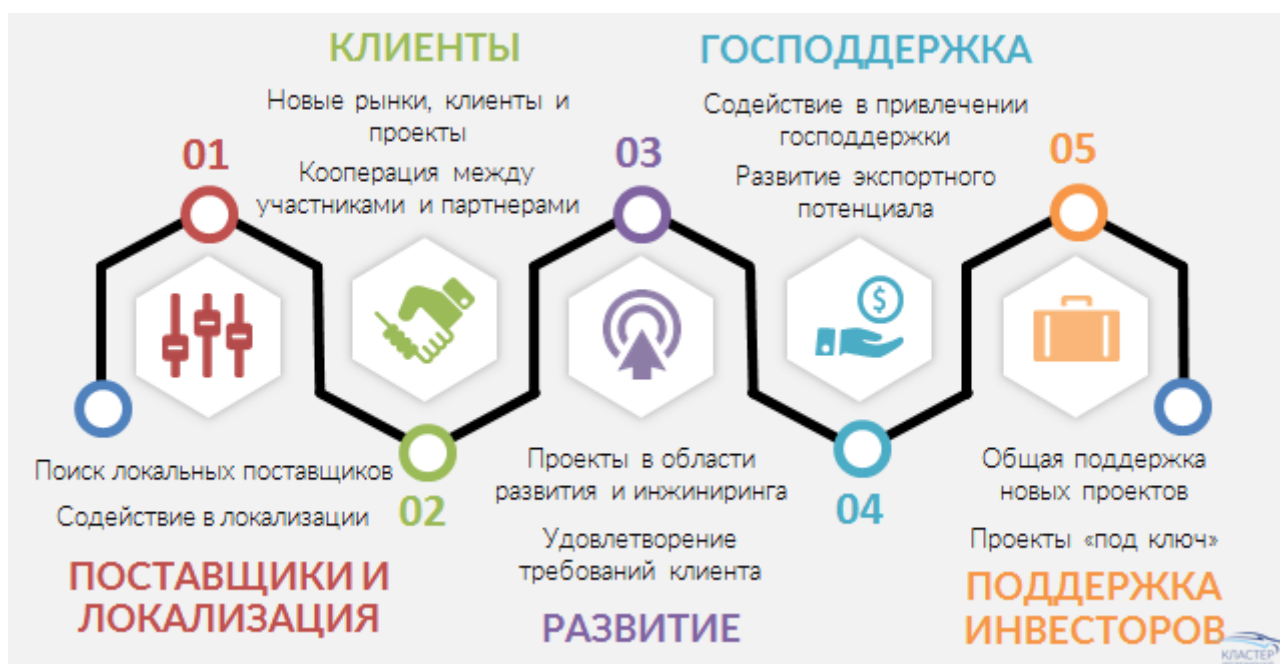 01
Поиск локальных поставщиков
Содействие в локализации
ПОСТАВЩИКИ И
ЛОКАЛИЗАЦИЯ
КЛИЕНТЫ
Новые рынки, клиенты и
проекты
Кооперация между
участниками и партнерами
02
03
Проекты в области
развития и инжиниринга
Удовлетворение
требований клиента
РАЗВИТИЕ
ГОСПОДДЕРЖКА
Содействие в привлечении
господдержки
Развитие экспортного
потенциала
04
$
05
Общая поддержка
новых проектов
Проекты «под ключ»
ПОДДЕРЖКА
ИНВЕСТОРОВ
КЛАСТЕР